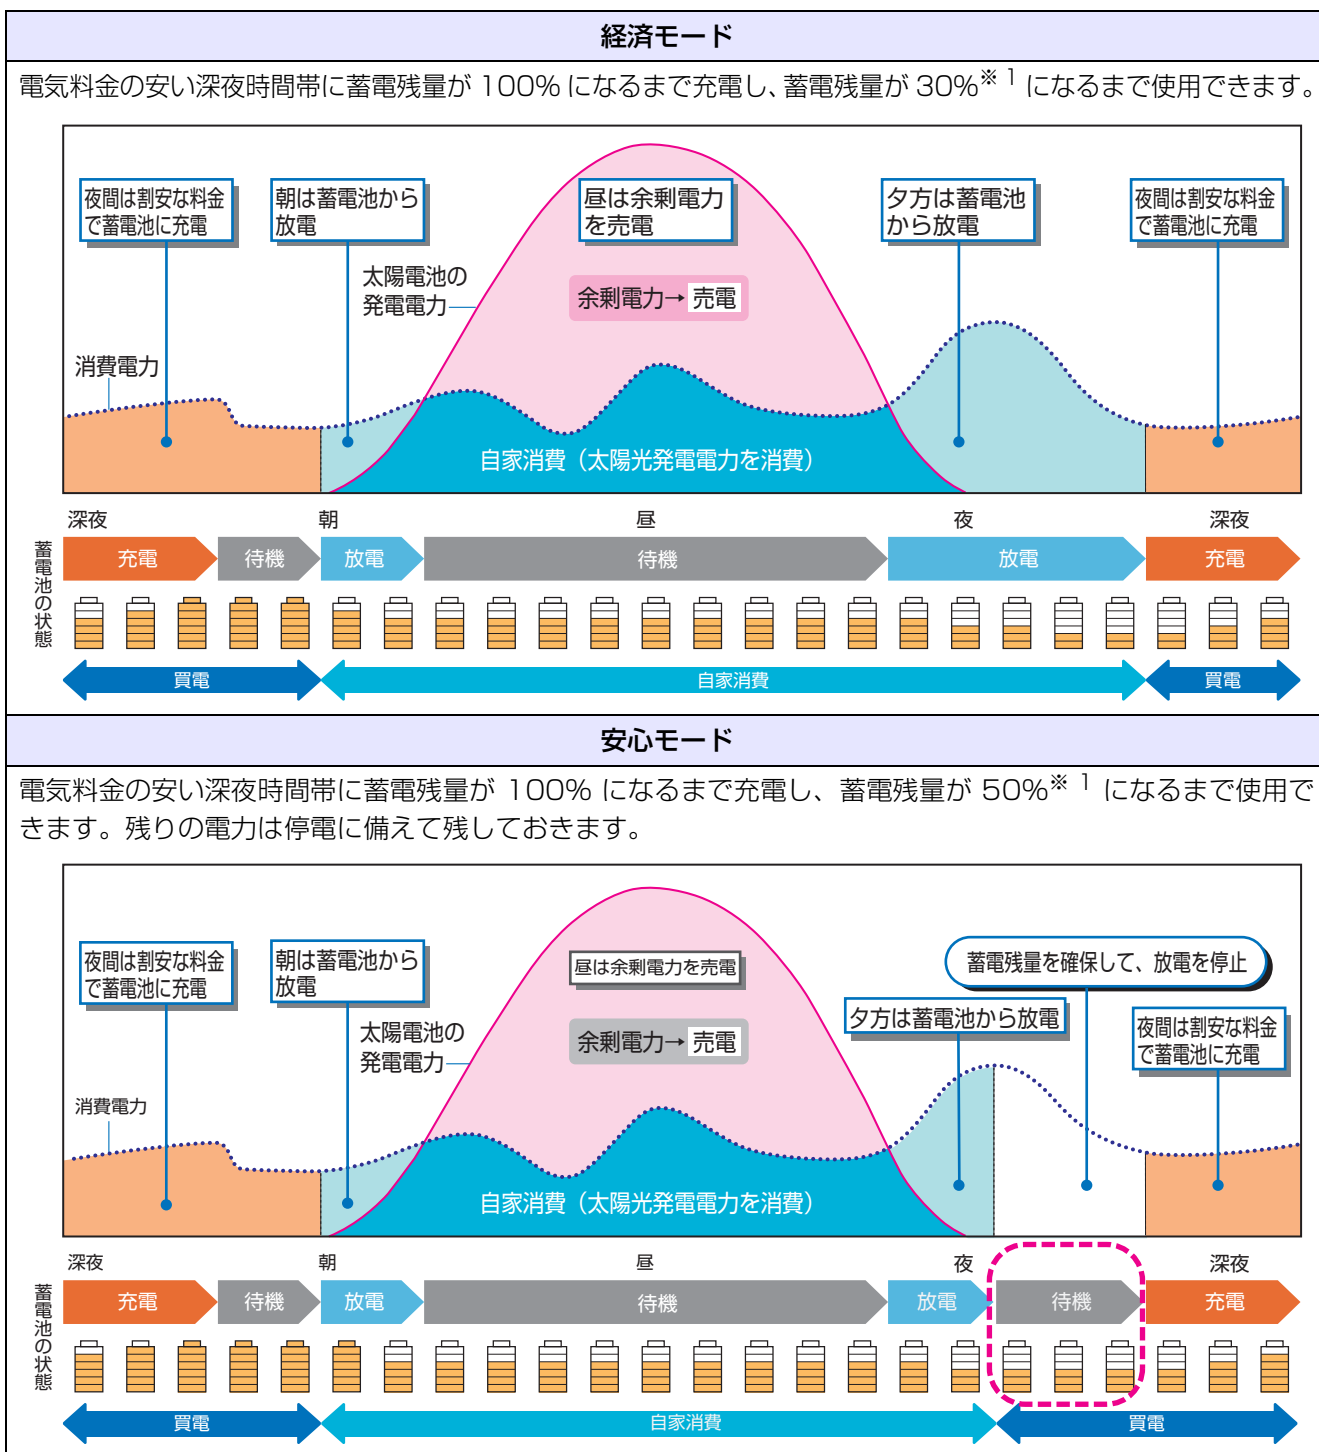 経済モード
電気料金の安い深夜時間帯に蓄電残量が 100% になるまで充電し、蓄電残量が 30%※1 になるまで使用できます。
夜間は割安な料金
で蓄電池に充電
朝は蓄電池から
放電
昼は余剰電力
を売電
夕方は蓄電池
から放電
夜間は割安な料金
で蓄電池に充電
太陽電池の
発電電力
余剰電力→ 売電
消費電力
自家消費（太陽光発電電力を消費）
深夜 朝 昼 夜 深夜
蓄電池の状態
充電 待機 放電 待機 放電 充電
買電 自家消費 買電
安心モード
電気料金の安い深夜時間帯に蓄電残量が 100% になるまで充電し、蓄電残量が 50%※1 になるまで使用で
きます。残りの電力は停電に備えて残しておきます。
夜間は割安な料金
で蓄電池に充電
朝は蓄電池から
放電
昼は余剰電力を売電
蓄電残量を確保して、放電を停止
夕方は蓄電池から放電
夜間は割安な料金
で蓄電池に充電
太陽電池の
発電電力
余剰電力→ 売電
消費電力
自家消費（太陽光発電電力を消費）
深夜 朝 昼 夜 深夜
蓄電池の状態
充電 待機 放電 待機 放電 待機 充電
買電 自家消費 買電